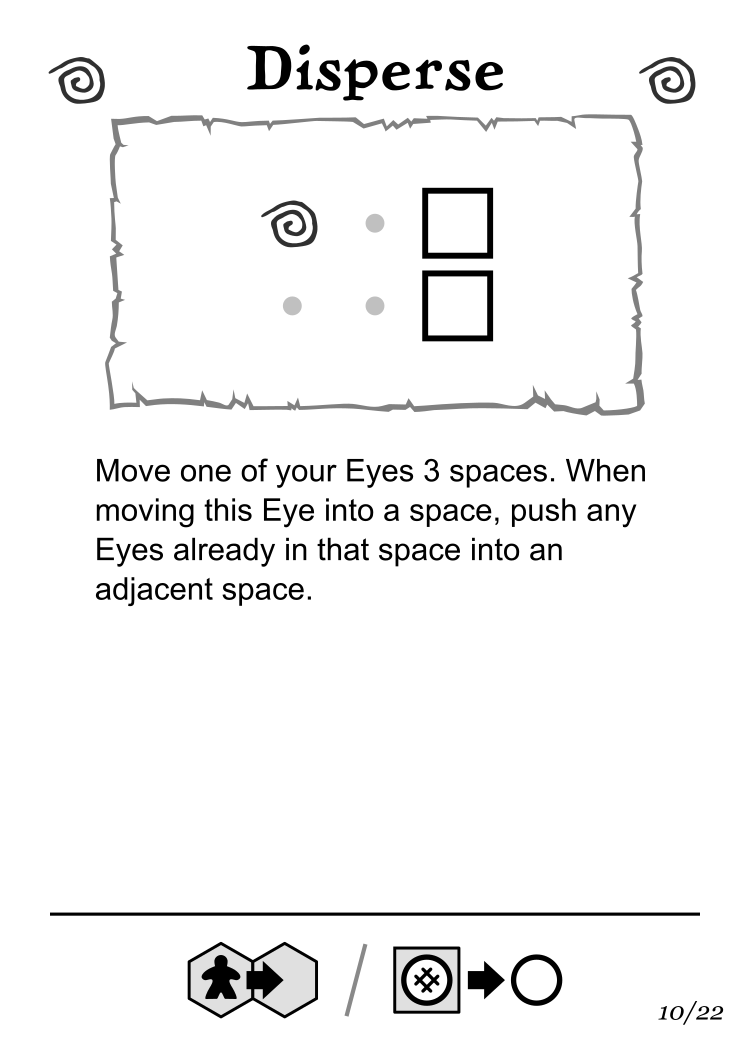 Disperse
Move one of your Eyes 3 spaces. When
moving this Eye into a space, push any
Eyes already in that space into an
adjacent space.
10/22